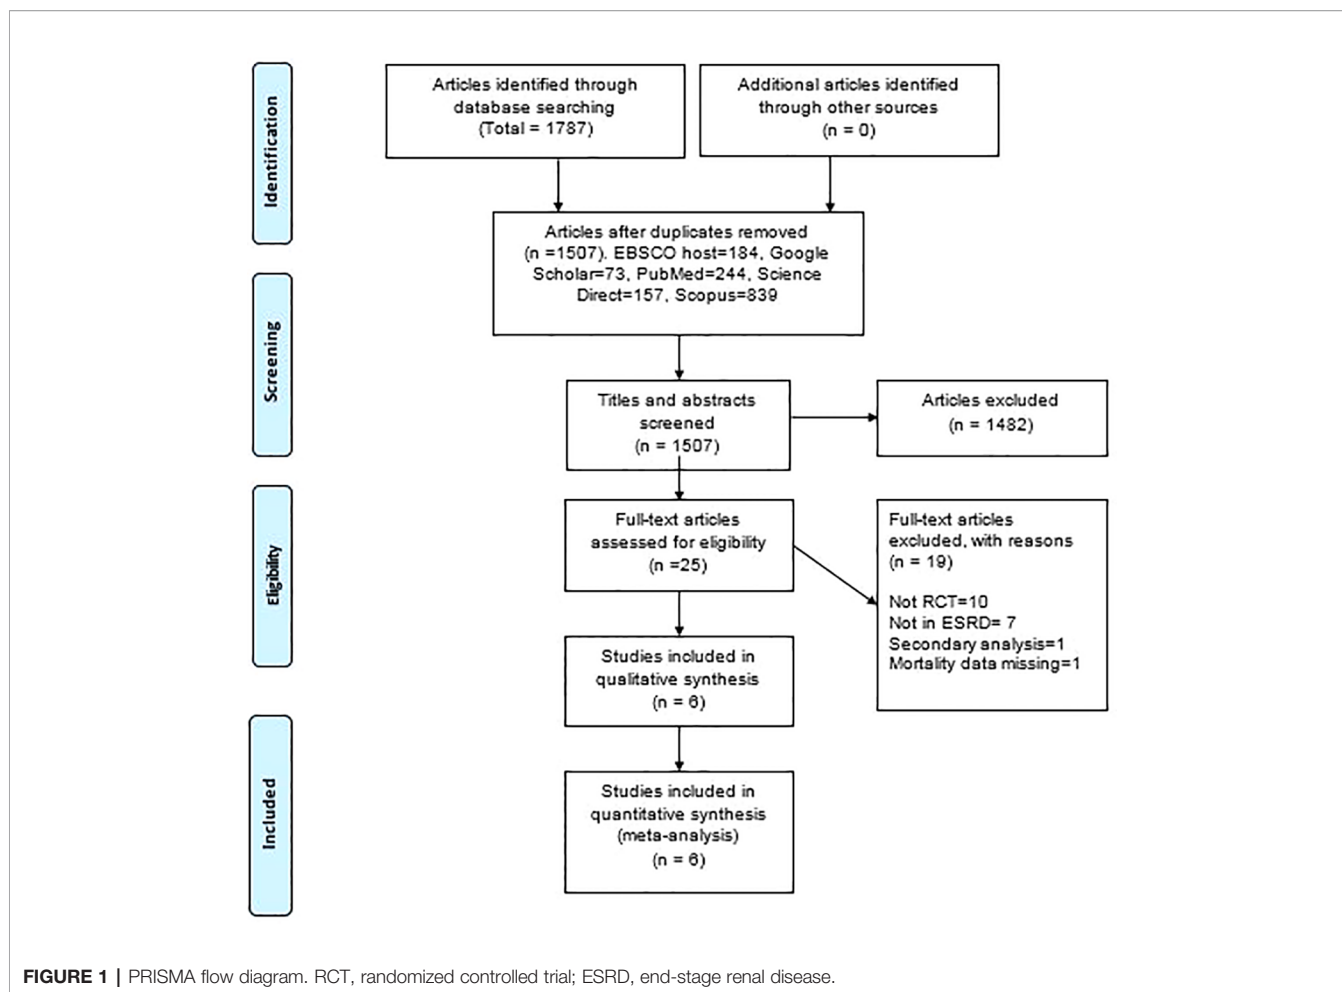 Identification
Articles identified through
database searching
(Total = 1787)
Additional articles identified
through other sources
(n = 0)
Articles after duplicates removed
(n =1507). EBSCO host=184, Google
Scholar=73, PubMed=244, Science
Direct=157, Scopus=839
Screening
Titles and abstracts
screened
(n = 1507)
Articles excluded
(n = 1482)
Eligibility
Full-text articles
assessed for eligibility
(n =25)
Full-text articles
excluded, with reasons
(n = 19)
Not RCT=10
Not in ESRD= 7
Secondary analysis=1
Mortality data missing=1
Studies included in
qualitative synthesis
(n = 6)
Included
Studies included in
quantitative synthesis
(meta-analysis)
(n = 6)
FIGURE 1 | PRISMA flow diagram. RCT, randomized controlled trial; ESRD, end-stage renal disease.